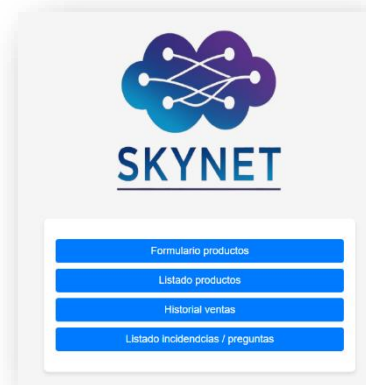 SKYNET
Formulario productos
Listado productos
Historial ventas
Listado incidendcias / preguntas